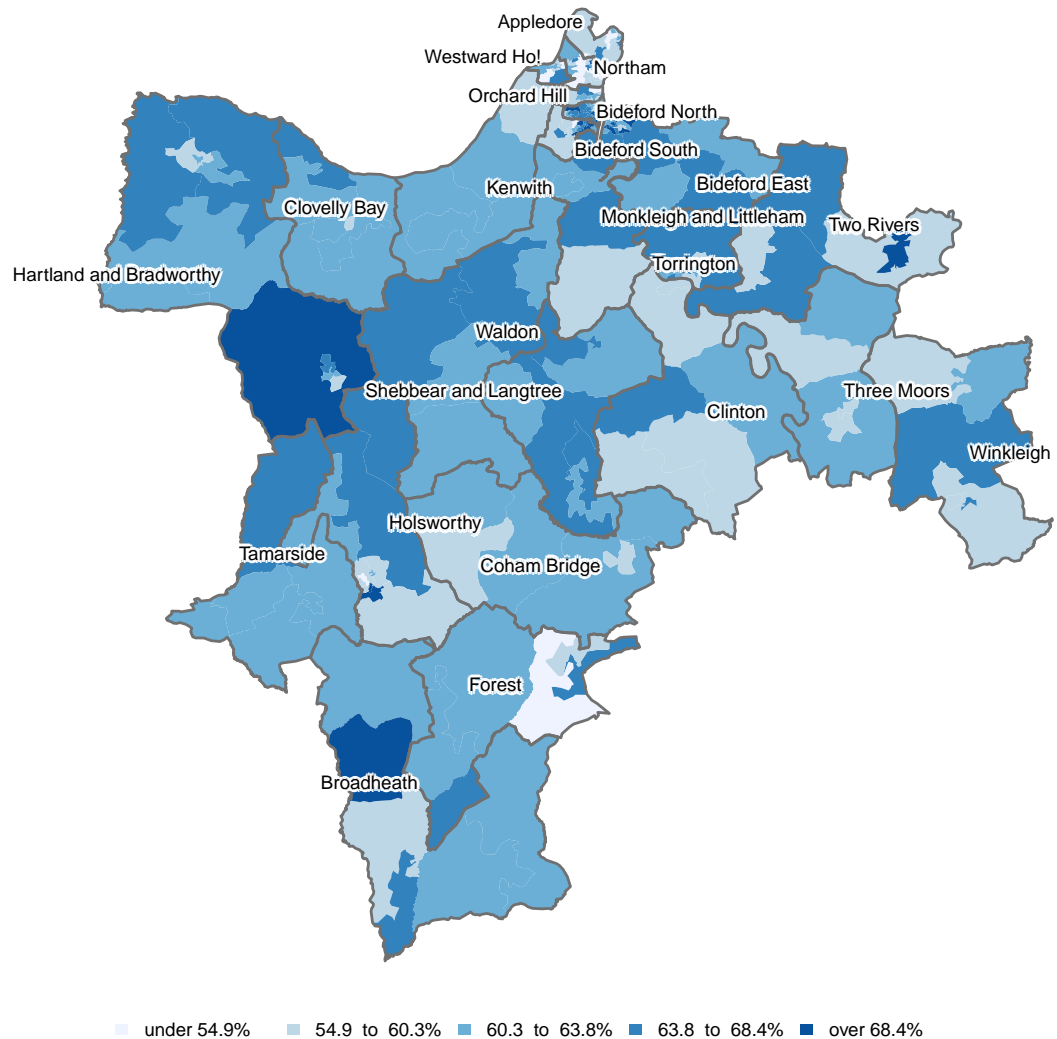 Appledore
Westward Ho!
Northam
Orchard Hill
Bideford North
Bideford South
Kenwith
Bideford East
Clovelly Bay
Monkleigh and Littleham
Two Rivers
Hartland and Bradworthy
Torrington
Waldon
Shebbear and Langtree
Three Moors
Clinton
Winkleigh
Holsworthy
Tamarside
Coham Bridge
Forest
Broadheath
under 54.9% 54.9 to 60.3% 60.3 to 63.8% 63.8 to 68.4% over 68.4%